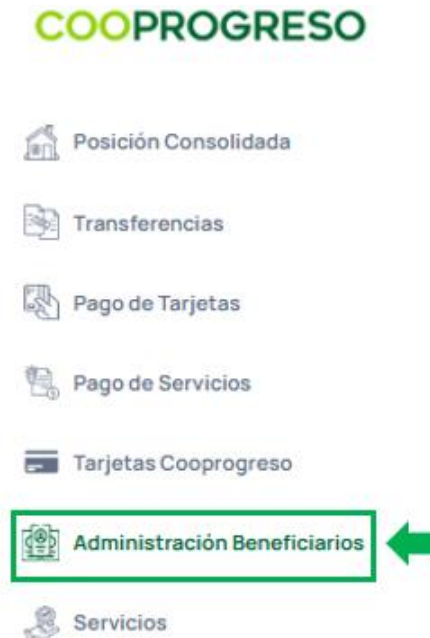 COOPROGRESO
Posición Consolidada
Transferencias
Pago de Tarjetas
Pago de Servicios
Tarjetas Cooprogreso
Administración Beneficiarios
Servicios